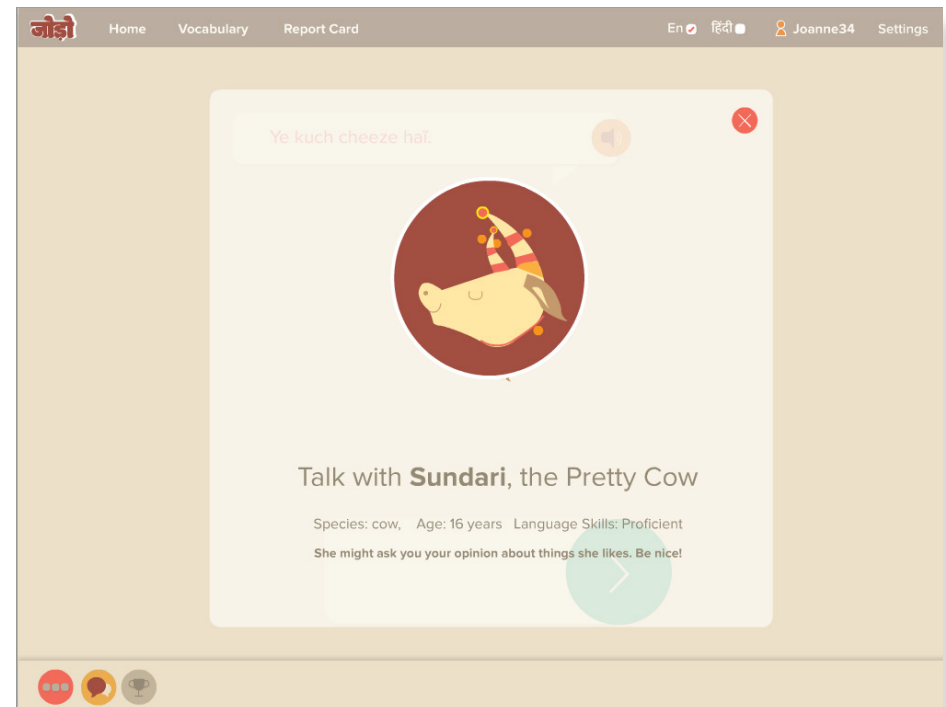 जोड़ो Home Vocabulary Report Card En हिंदी Joanne34 Settings
Ye kuch cheeze haĩ.
Talk with Sundari, the Pretty Cow
Species: cow, Age: 16 years Language Skills: Proficient
She might ask you your opinion about things she likes. Be nice!